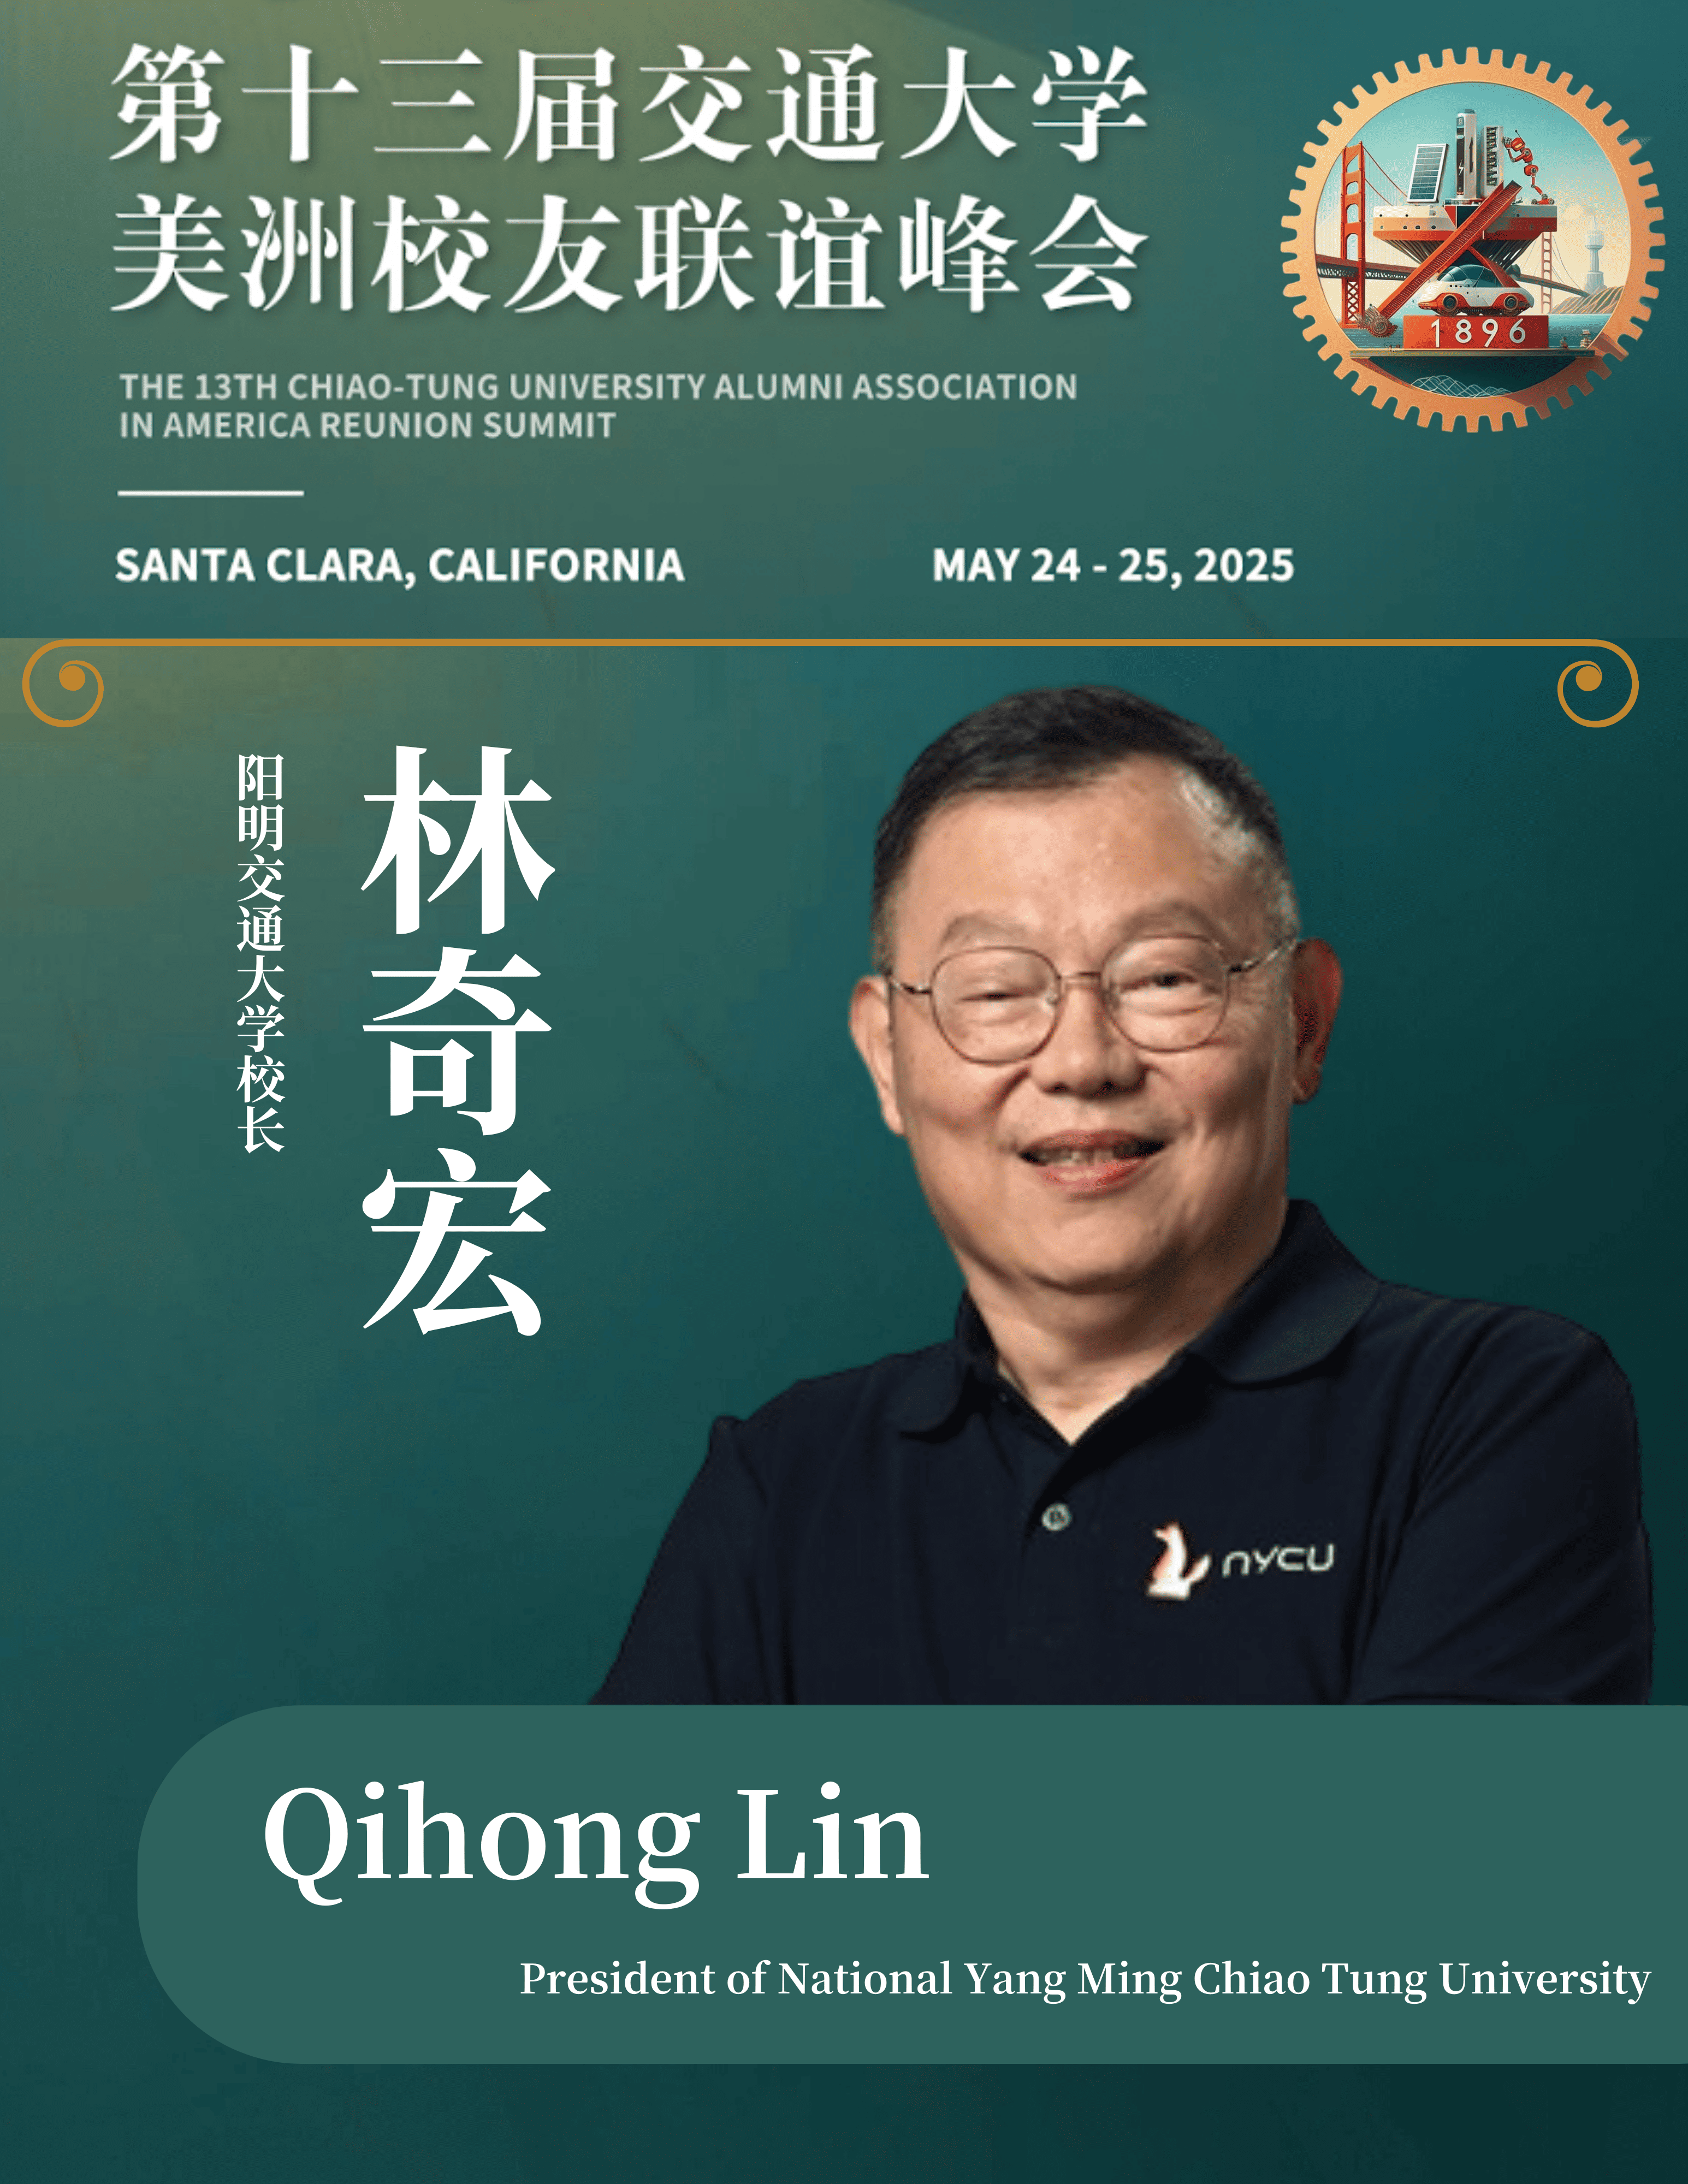 第十三届交通大学
美洲校友联谊峰会
THE 13TH CHIAO-TUNG UNIVERSITY ALUMNI ASSOCIATION
IN AMERICA REUNION SUMMIT
1896
SANTA CLARA, CALIFORNIA
MAY 24 - 25, 2025
林奇宏
阳明交通大学校长
nycu
Qihong Lin
President of National Yang Ming Chiao Tung University